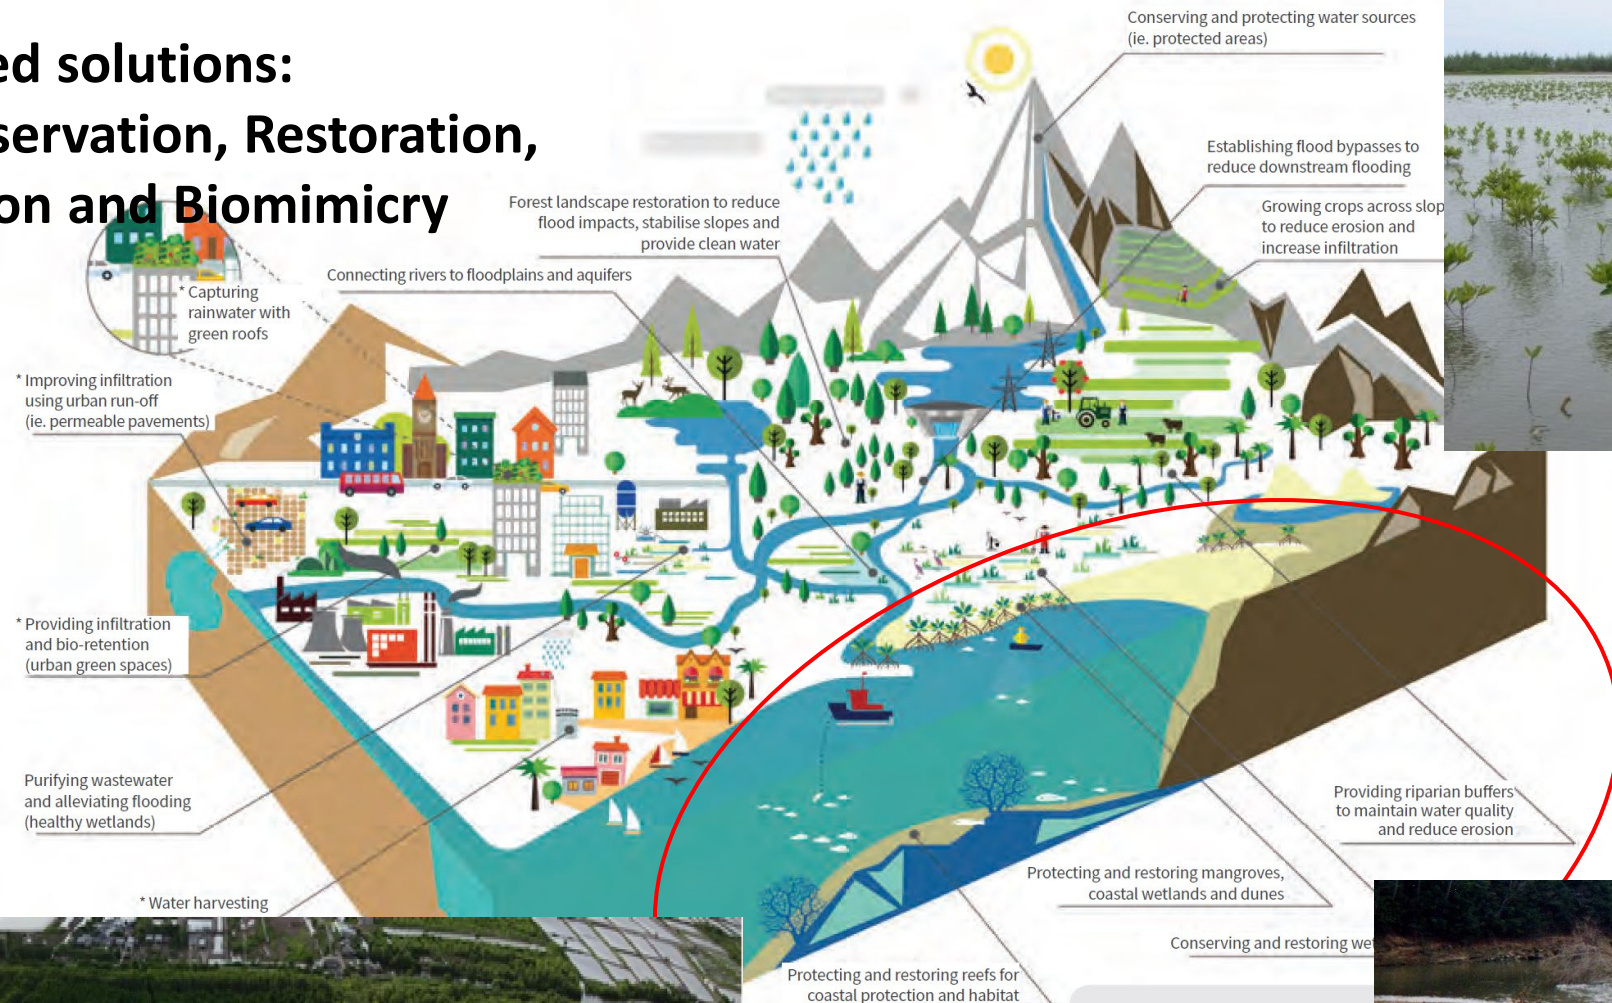 ed solutions:
servation, Restoration,
on and Biomimicry
Conserving and protecting water sources
(ie. protected areas)
Establishing flood bypasses to
reduce downstream flooding
Growing crops across slop
to reduce erosion and
increase infiltration
Forest landscape restoration to reduce
flood impacts, stabilise slopes and
provide clean water
Connecting rivers to floodplains and aquifers
* Capturing
rainwater with
green roofs
* Improving infiltration
using urban run-off
(ie. permeable pavements)
* Providing infiltration
and bio-retention
(urban green spaces)
Purifying wastewater
and alleviating flooding
(healthy wetlands)
* Water harvesting
Providing riparian buffers
to maintain water quality
and reduce erosion
Protecting and restoring mangroves,
coastal wetlands and dunes
Conserving and restoring wet
Protecting and restoring reefs for
coastal protection and habitat